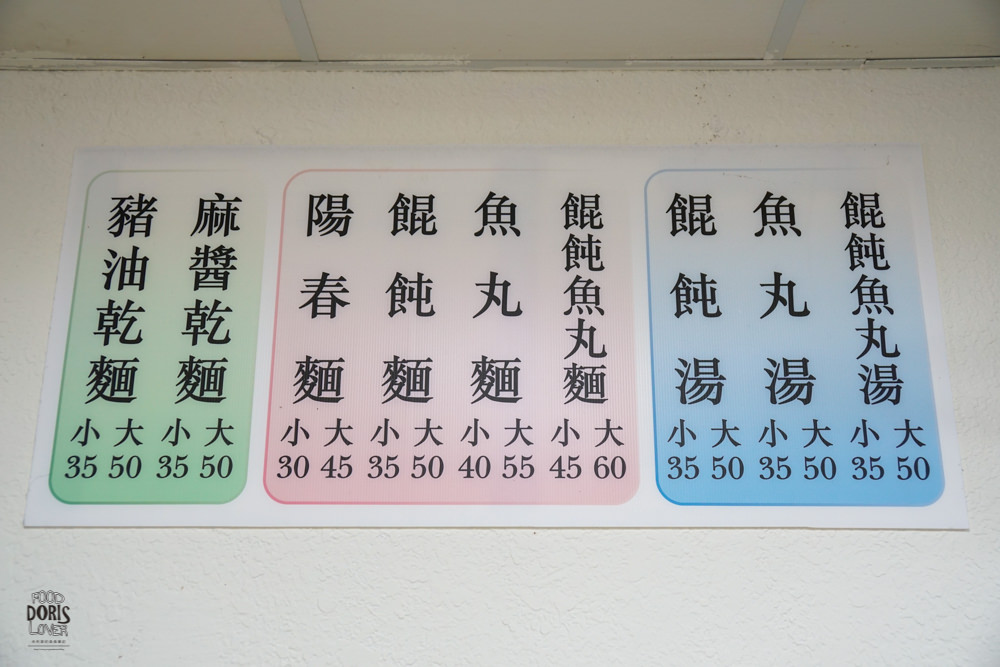 豬油乾麵
小 大
35 50
麻醬乾麵
小 大
35 50
陽春麵
小 大
30 45
餛飩麵
小 大
35 50
魚丸麵
小 大
40 55
餛飩魚丸麵
小 大
45 60
餛飩湯
小 大
35 50
魚丸湯
小 大
35 50
餛飩魚丸湯
小 大
35 50
FOOD
DORIS
LOVER